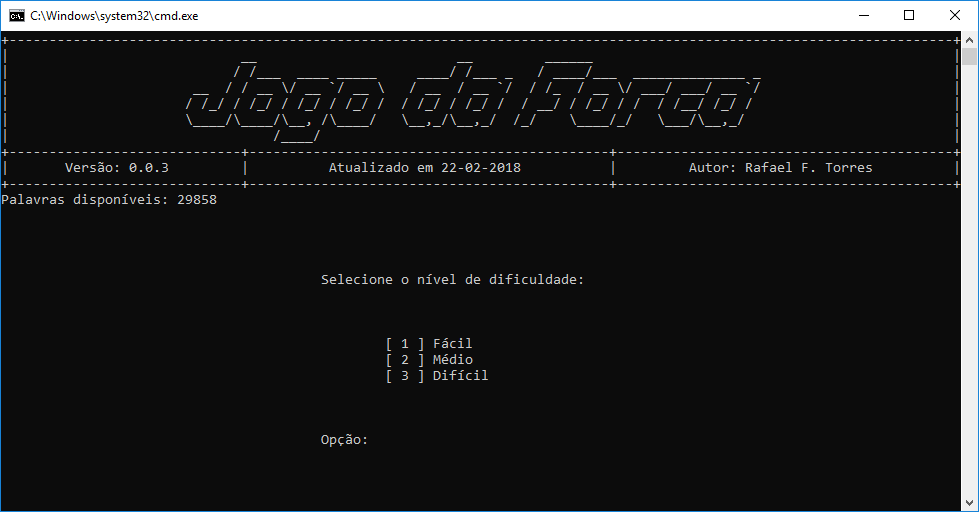 C:\Windows\system32\cmd.exe
Jogo da Forca
Versão: 0.0.3 | Atualizado em 22-02-2018 | Autor: Rafael F. Torres
Palavras disponíveis: 29858
Selecione o nível de dificuldade:
[ 1 ] Fácil
[ 2 ] Médio
[ 3 ] Difícil
Opção: